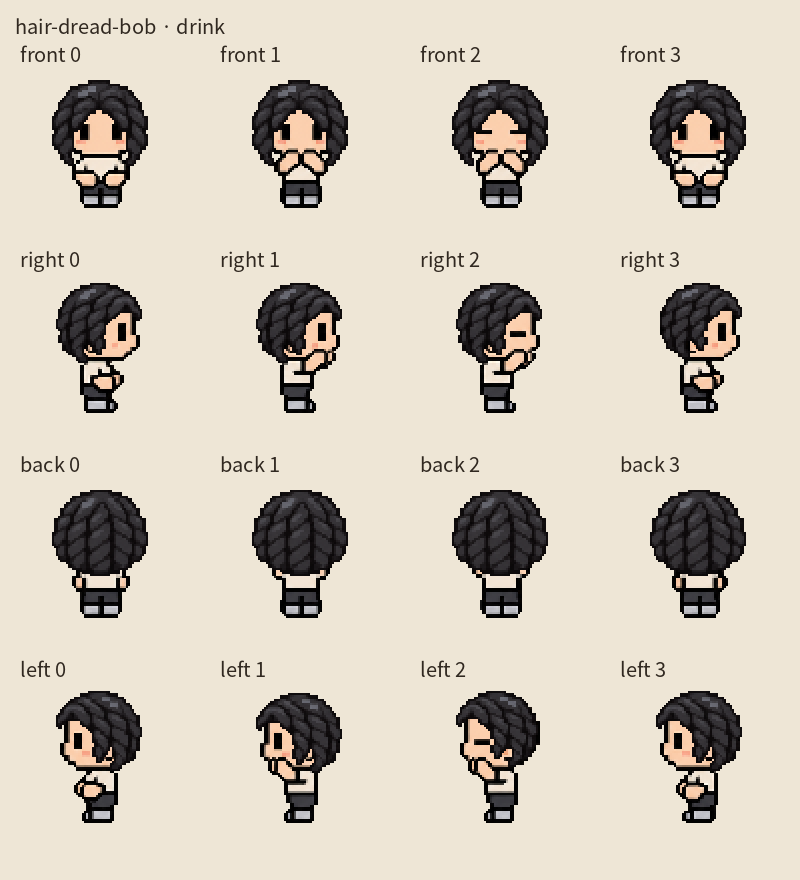 hair-dread-bob · drink
front 0 front 1 front 2 front 3
right 0 right 1 right 2 right 3
back 0 back 1 back 2 back 3
left 0 left 1 left 2 left 3